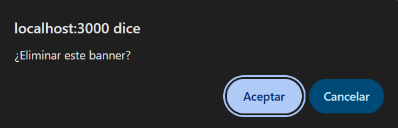 localhost:3000 dice
¿Eliminar este banner?
Aceptar
Cancelar